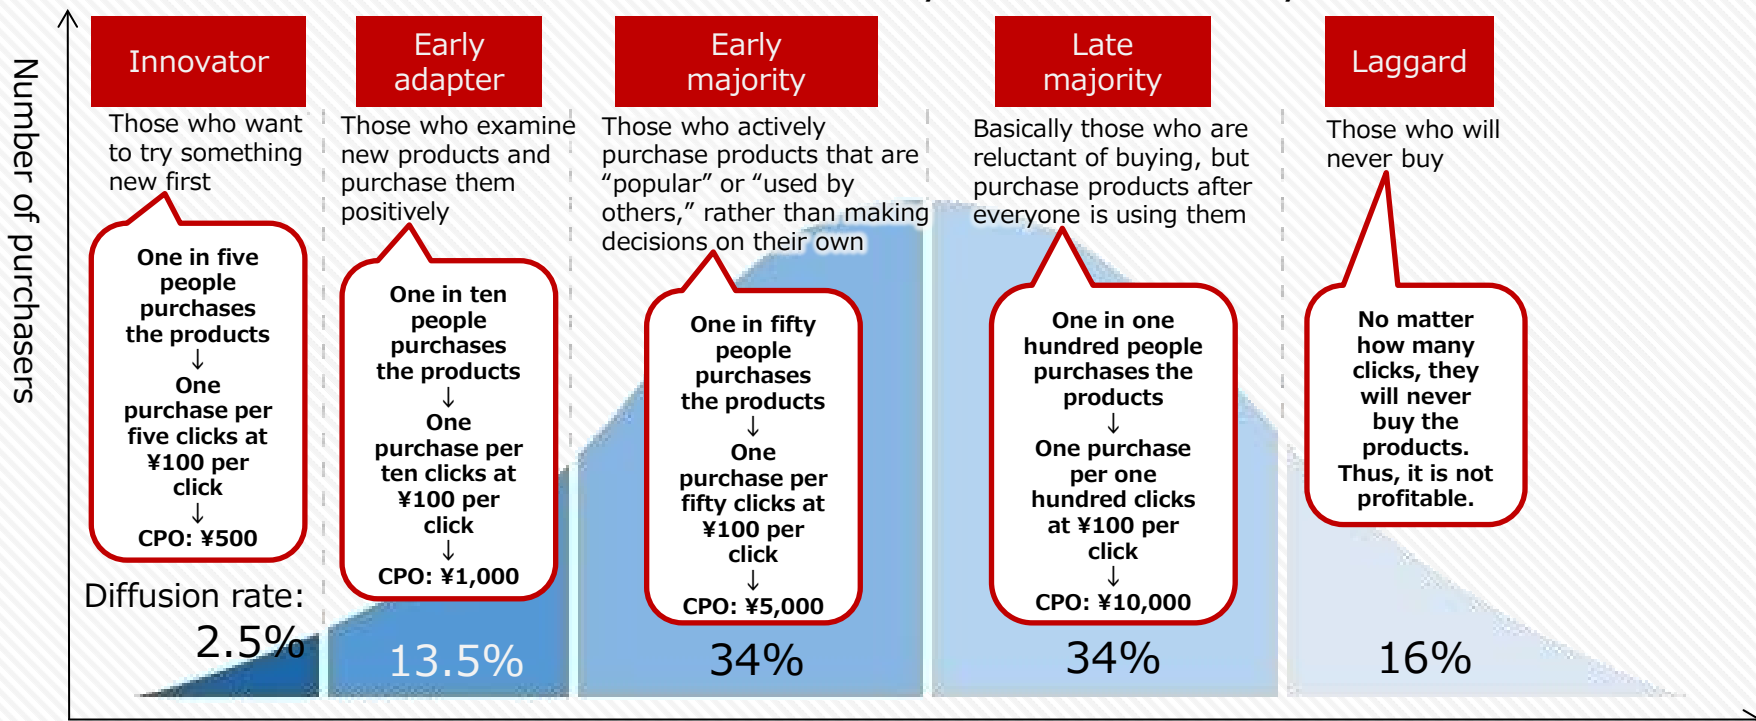 Number of purchasers
Innovator
Those who want
to try something
new first
One in five
people
purchases
the products
↓
One
purchase per
five clicks at
¥100 per
click
↓
CPO: ¥500
Diffusion rate:
2.5%
Early
adapter
Those who examine
new products and
purchase them
positively
One in ten
people
purchases
the products
↓
One
purchase per
ten clicks at
¥100 per
click
↓
CPO: ¥1,000
13.5%
Early
majority
Those who actively
purchase products that are
“popular” or “used by
others,” rather than making
decisions on their own
One in fifty
people
purchases
the products
↓
One
purchase per
fifty clicks at
¥100 per
click
↓
CPO: ¥5,000
34%
Late
majority
Basically those who are
reluctant of buying, but
purchase products after
everyone is using them
One in one
hundred people
purchases the
products
↓
One purchase
per one
hundred clicks
at ¥100 per
click
↓
CPO: ¥10,000
34%
Laggard
Those who will
never buy
No matter
how many
clicks, they
will never
buy the
products.
Thus, it is not
profitable.
16%